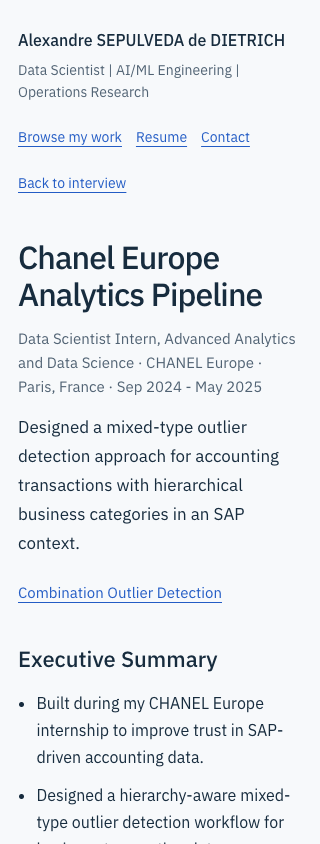 Alexandre SEPULVEDA de DIETRICH
Data Scientist | AI/ML Engineering |
Operations Research
Browse my work Resume Contact
Back to interview
Chanel Europe
Analytics Pipeline
Data Scientist Intern, Advanced Analytics
and Data Science · CHANEL Europe ·
Paris, France · Sep 2024 - May 2025
Designed a mixed-type outlier
detection approach for accounting
transactions with hierarchical
business categories in an SAP
context.
Combination Outlier Detection
Executive Summary
• Built during my CHANEL Europe
internship to improve trust in SAP-
driven accounting data.
• Designed a hierarchy-aware mixed-
type outlier detection workflow for